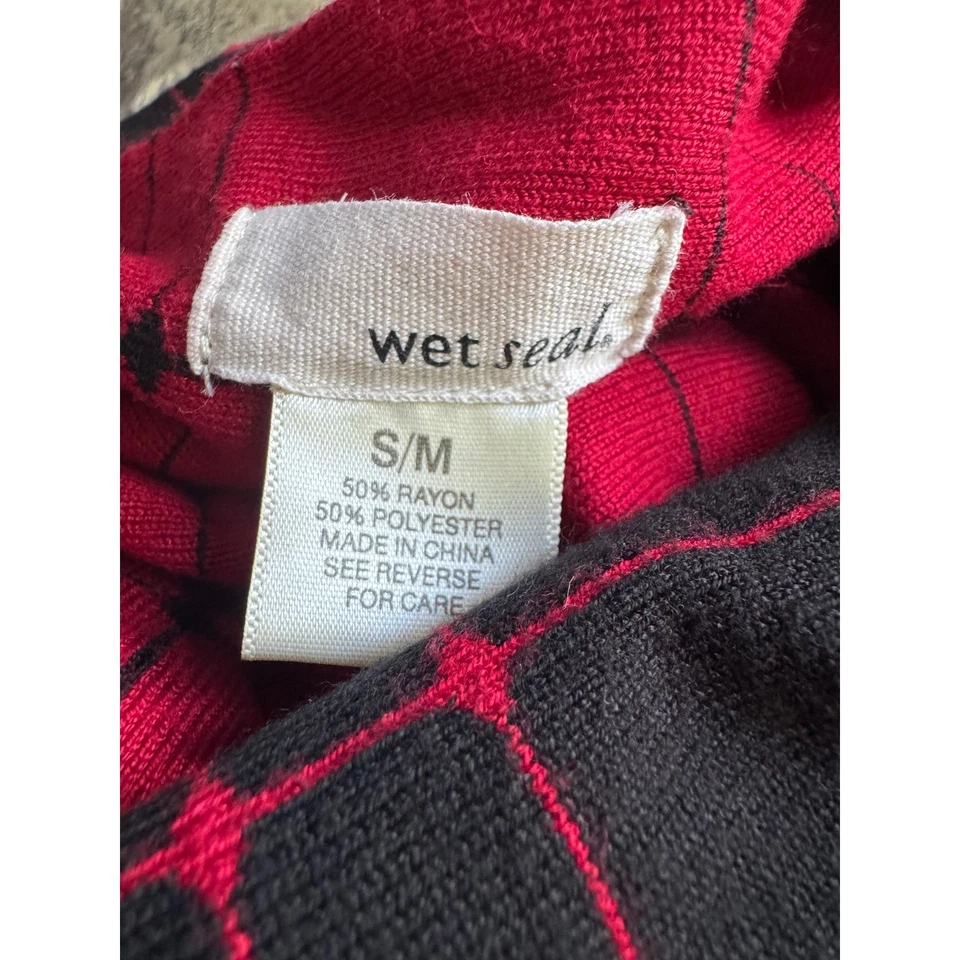 wet seal
S/M
50% RAYON
50% POLYESTER
MADE IN CHINA
SEE REVERSE
FOR CARE